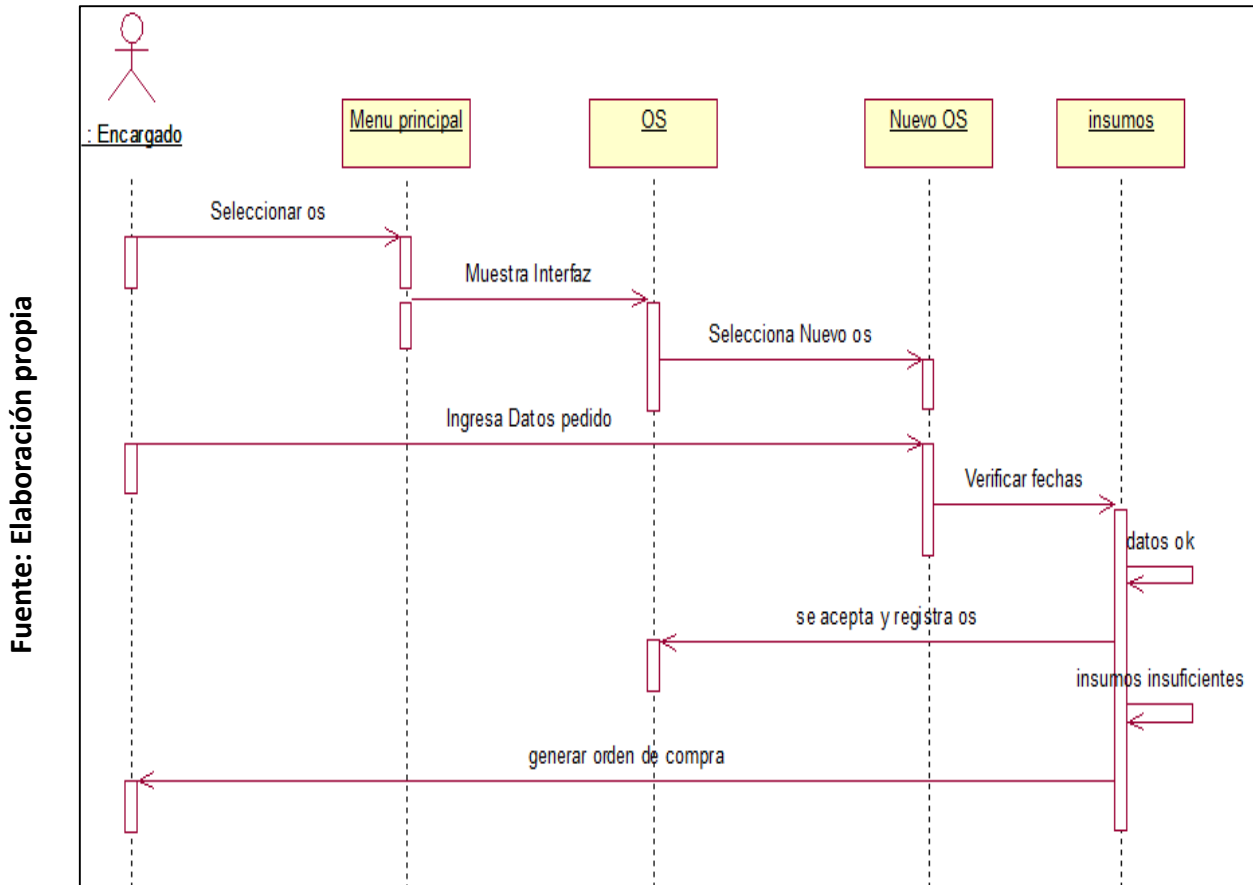 : Encargado
Menu principal
OS
Nuevo OS
insumos
Seleccionar os
Muestra Interfaz
Selecciona Nuevo os
Ingresa Datos pedido
Verificar fechas
datos ok
se acepta y registra os
insumos insuficientes
generar orden de compra
Fuente: Elaboración propia